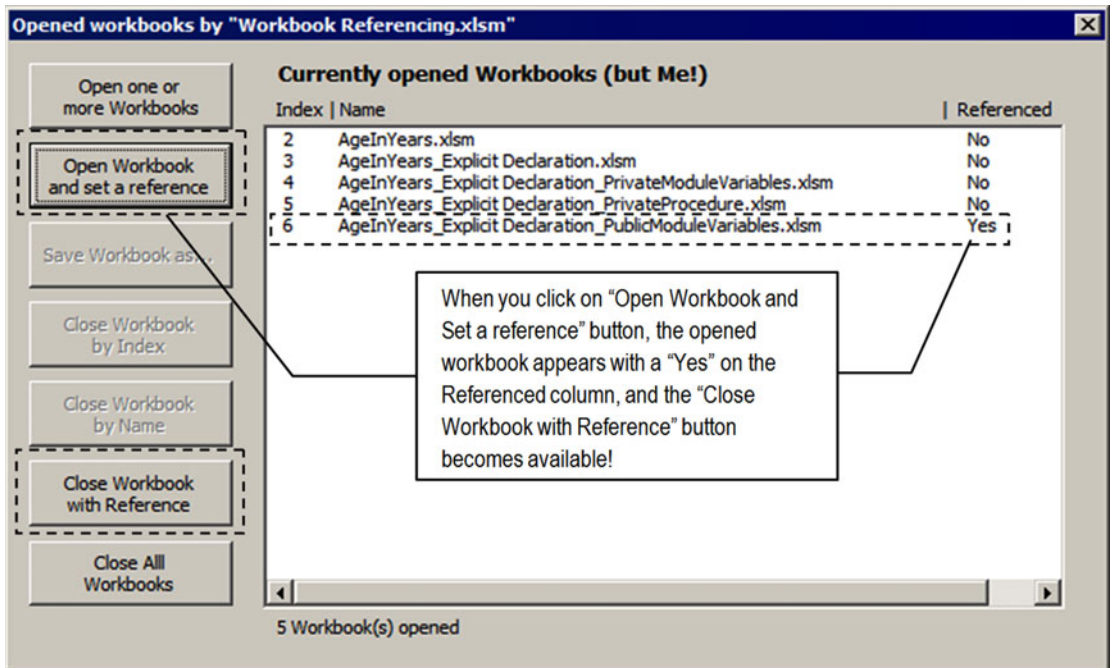 Opened workbooks by "Workbook Referencing.xlsm"
Open one or
more Workbooks
Open Workbook
and set a reference
Save Workbook as...
Close Workbook
by Index
Close Workbook
by Name
Close Workbook
with Reference
Close Alll
Workbooks
Currently opened Workbooks (but Me!)
Index | Name | Referenced
2 AgeInYears.xlsm No
3 AgeInYears_Explicit Declaration.xlsm No
4 AgeInYears_Explicit Declaration_PrivateModuleVariables.xlsm No
5 AgeInYears_Explicit Declaration_PrivateProcedure.xlsm No
6 AgeInYears_Explicit Declaration_PublicModuleVariables.xlsm Yes
When you click on “Open Workbook and
Set a reference” button, the opened
workbook appears with a “Yes” on the
Referenced column, and the “Close
Workbook with Reference” button
becomes available!
5 Workbook(s) opened